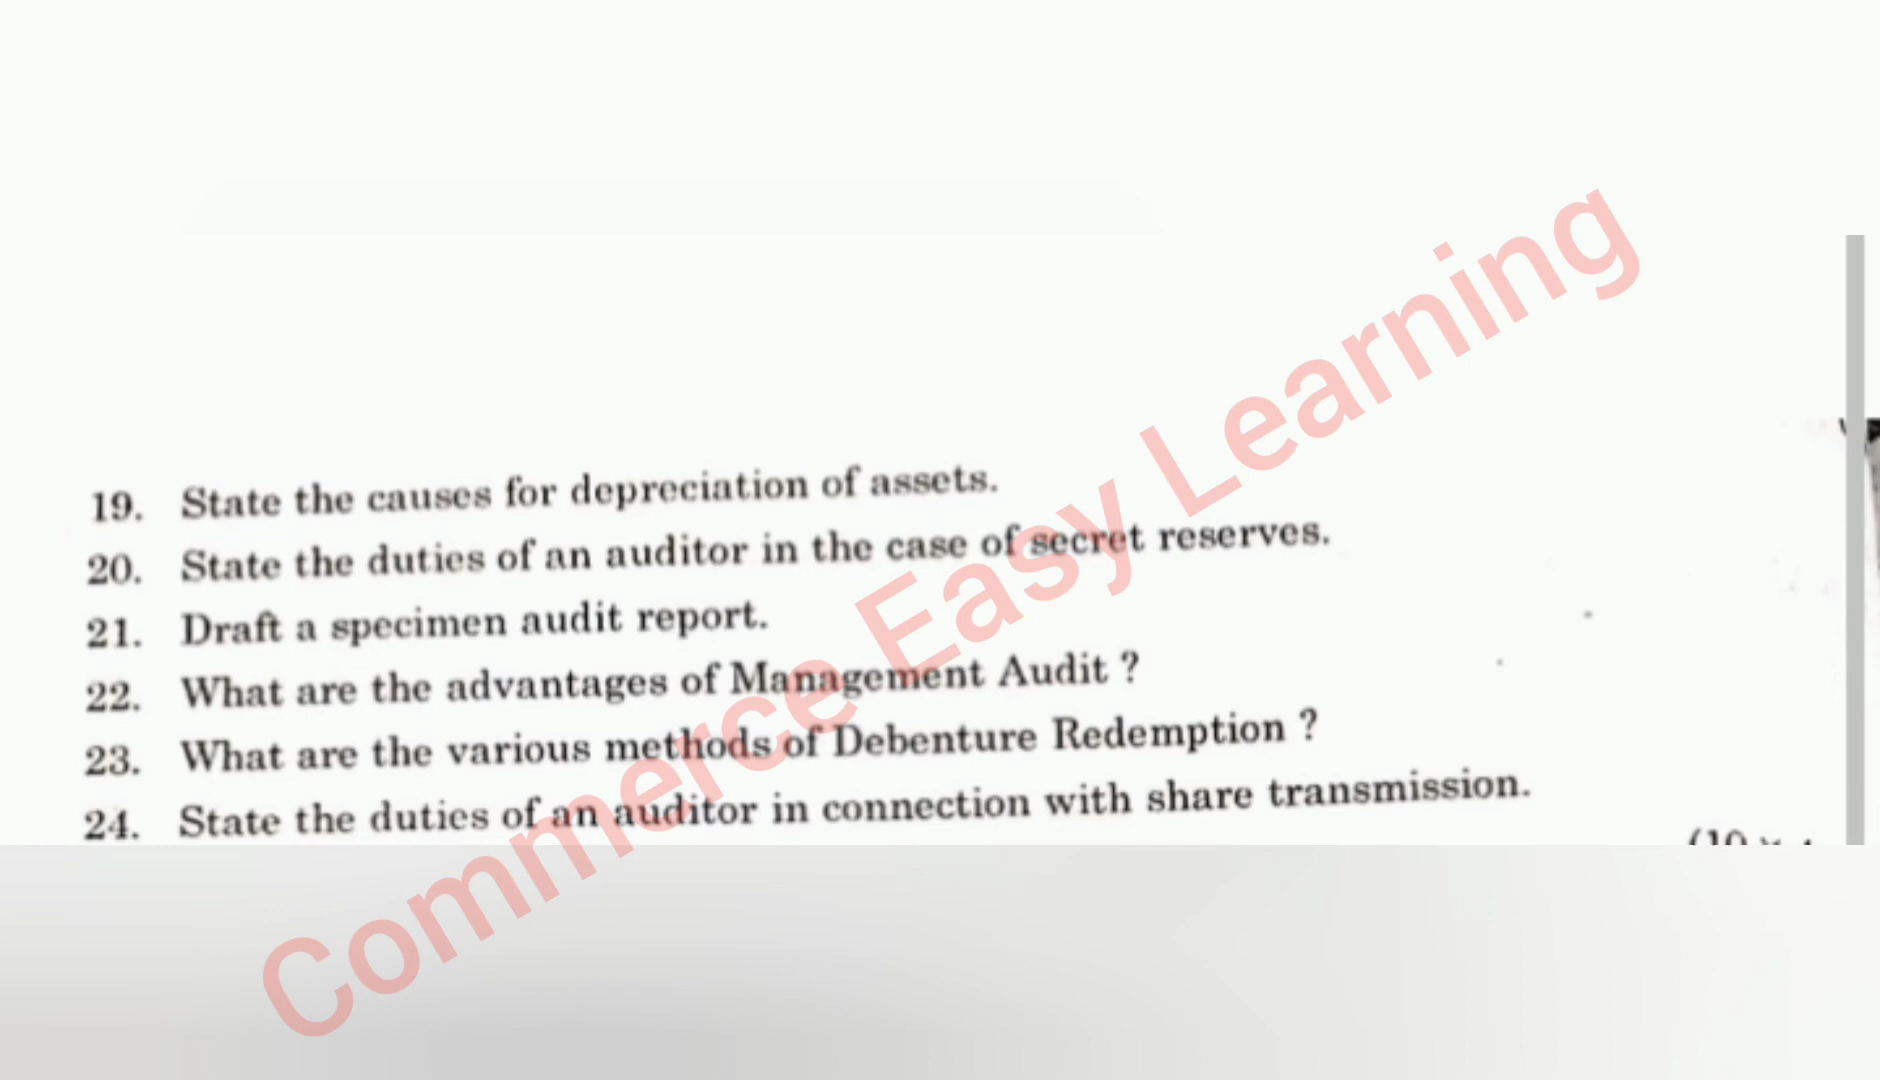 19. State the causes for depreciation of assets.
20. State the duties of an auditor in the case of secret reserves.
21. Draft a specimen audit report.
22. What are the advantages of Management Audit ?
23. What are the various methods of Debenture Redemption ?
24. State the duties of an auditor in connection with share transmission.
(10 ×
Commerce Easy Learning